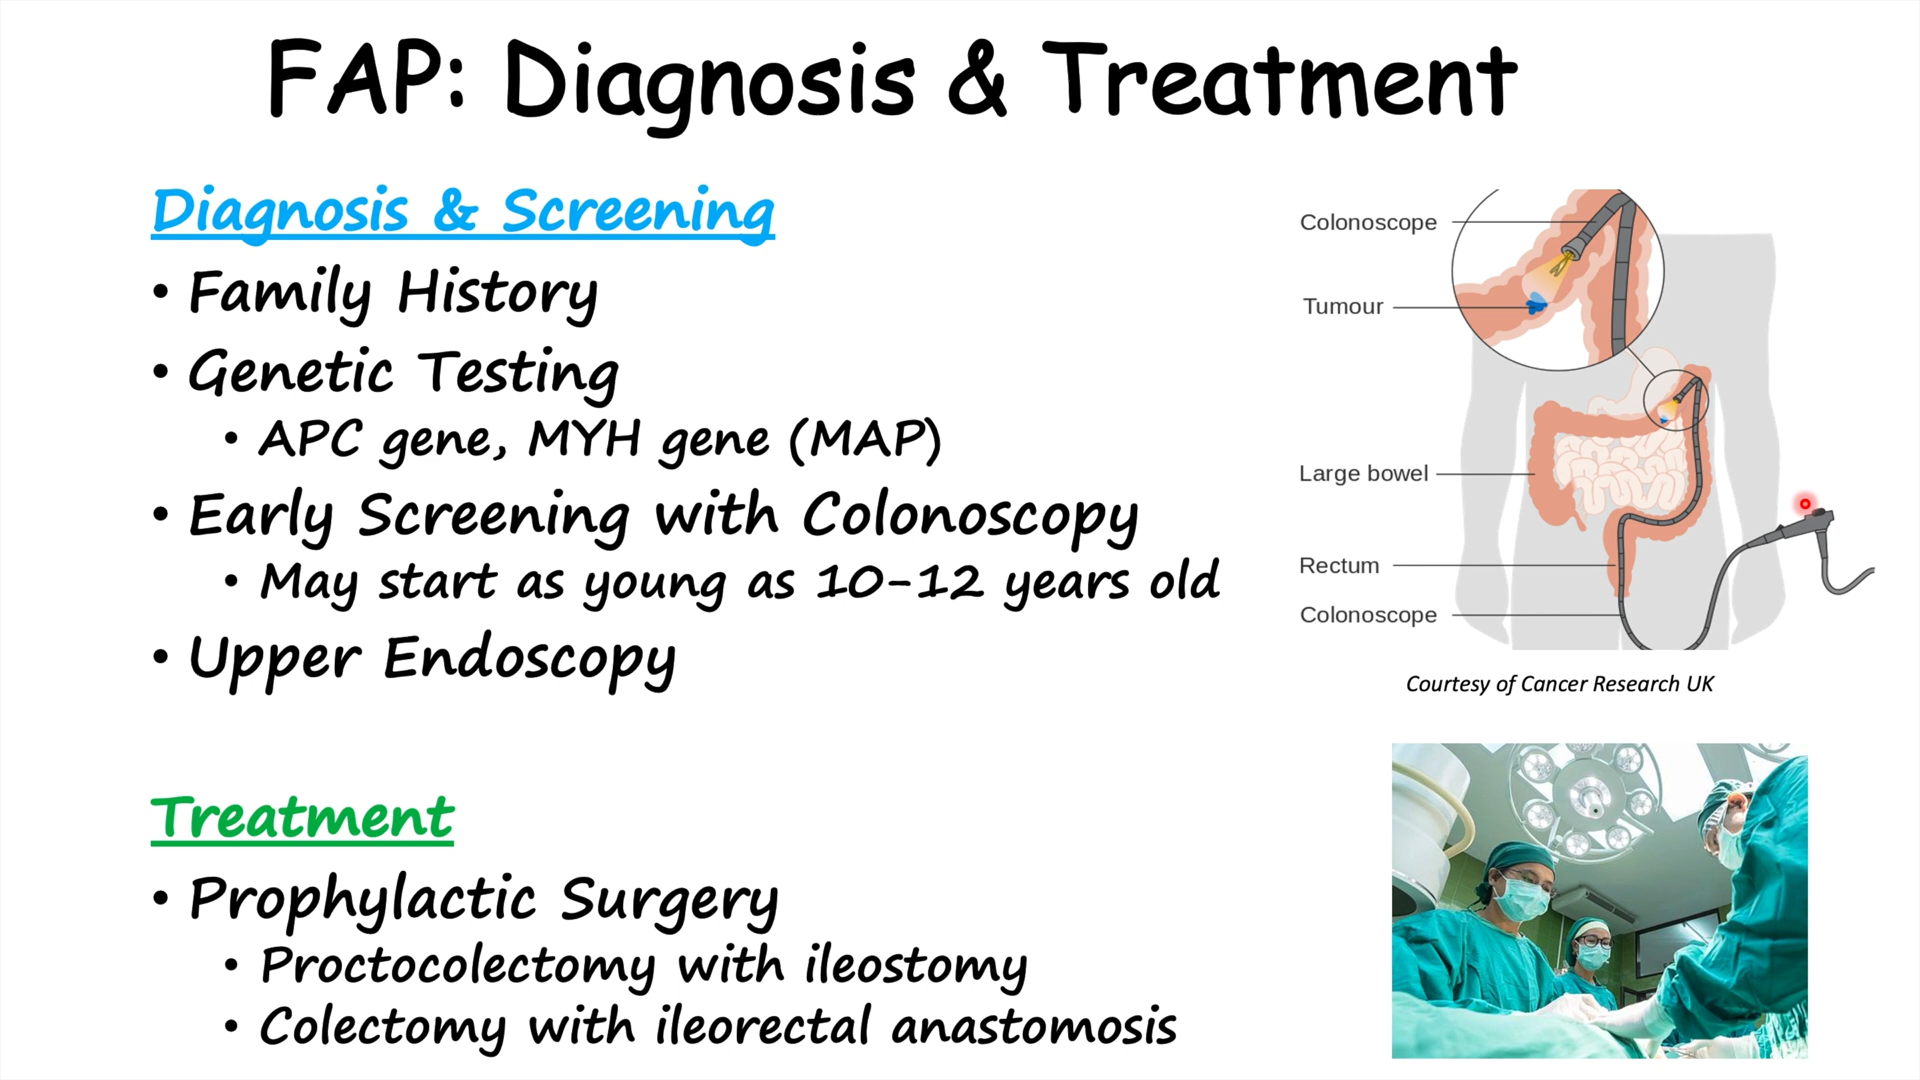 FAP: Diagnosis & Treatment
Diagnosis & Screening
• Family History
• Genetic Testing
• APC gene, MYH gene (MAP)
• Early Screening with Colonoscopy
• May start as young as 10-12 years old
• Upper Endoscopy
Treatment
• Prophylactic Surgery
• Proctocolectomy with ileostomy
• Colectomy with ileorectal anastomosis
Colonoscope
Tumour
Large bowel
Rectum
Colonoscope
Courtesy of Cancer Research UK